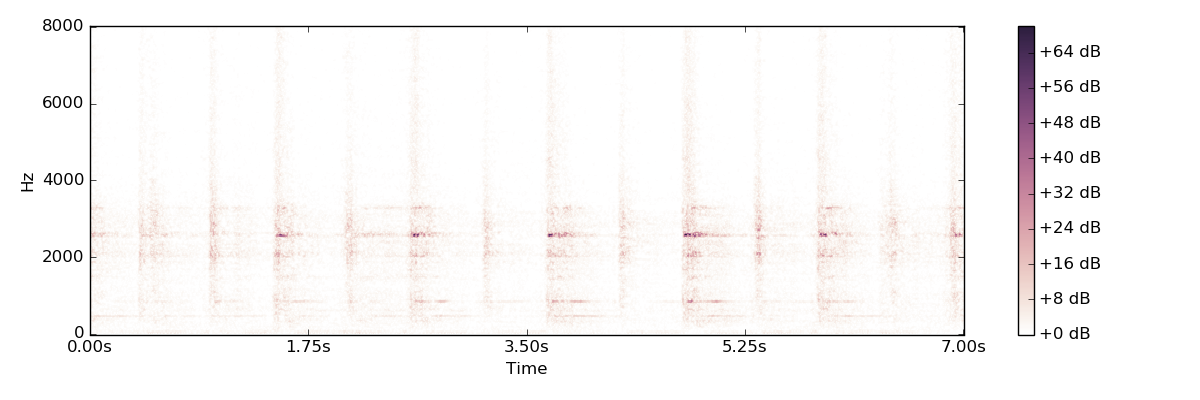 8000
6000
4000
2000
0
Hz
0.00s 1.75s 3.50s 5.25s 7.00s
Time
+64 dB
+56 dB
+48 dB
+40 dB
+32 dB
+24 dB
+16 dB
+8 dB
+0 dB